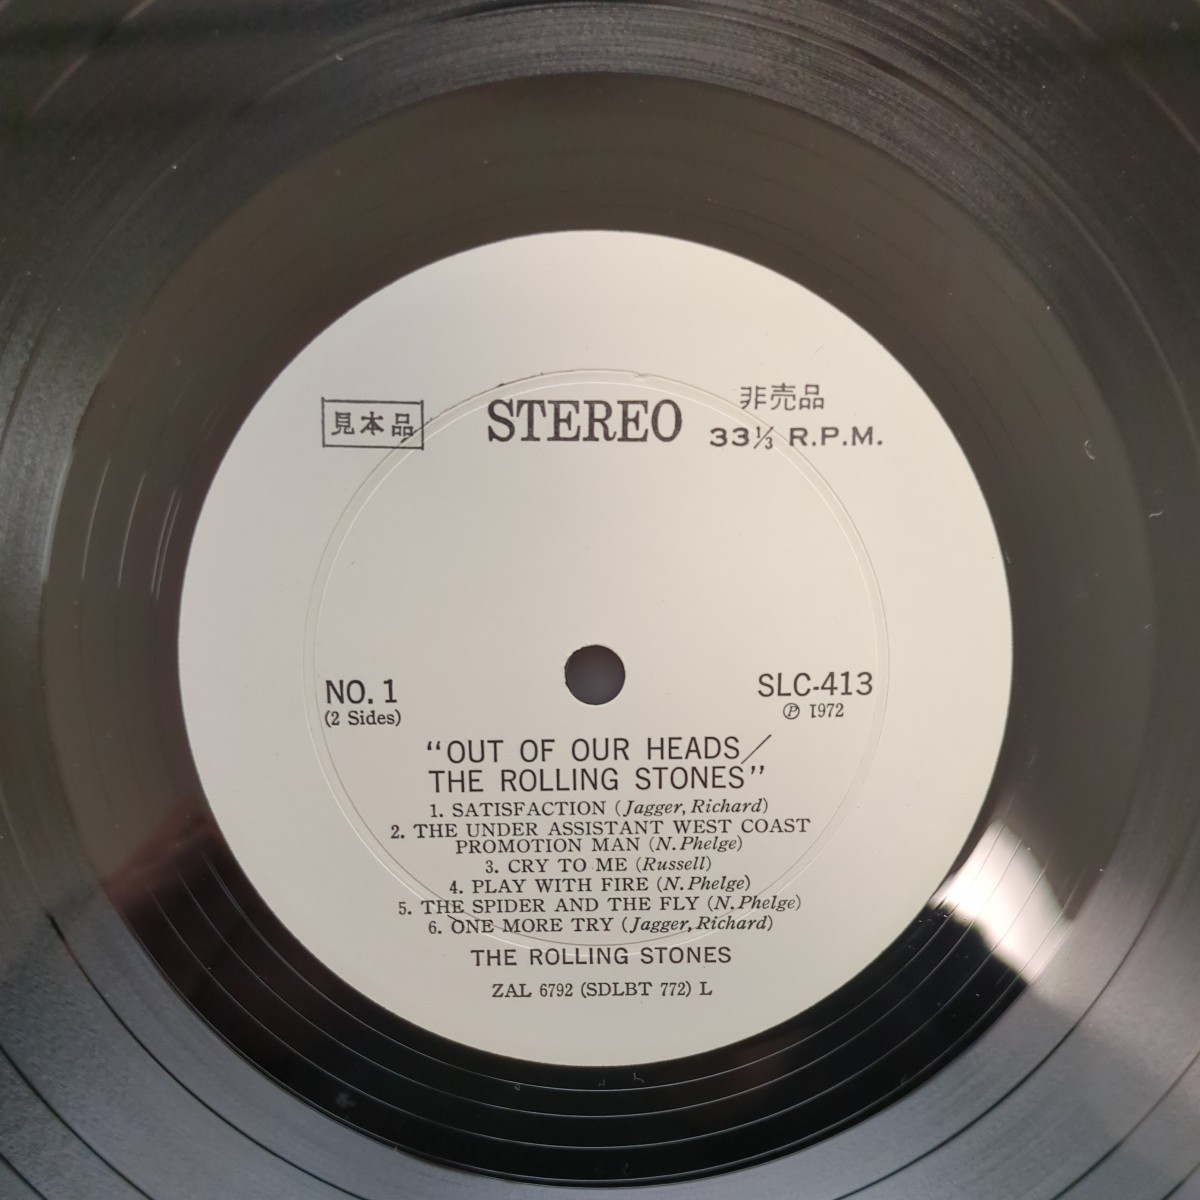 見本品
STEREO
非売品
33⅓ R.P.M.
NO. 1
(2 Sides)
SLC-413
Ⓟ 1972
“OUT OF OUR HEADS／
THE ROLLING STONES”
1. SATISFACTION (Jagger, Richard)
2. THE UNDER ASSISTANT WEST COAST
PROMOTION MAN (N. Phelge)
3. CRY TO ME (Russell)
4. PLAY WITH FIRE (N. Phelge)
5. THE SPIDER AND THE FLY (N. Phelge)
6. ONE MORE TRY (Jagger, Richard)
THE ROLLING STONES
ZAL 6792 (SDLBT 772) L